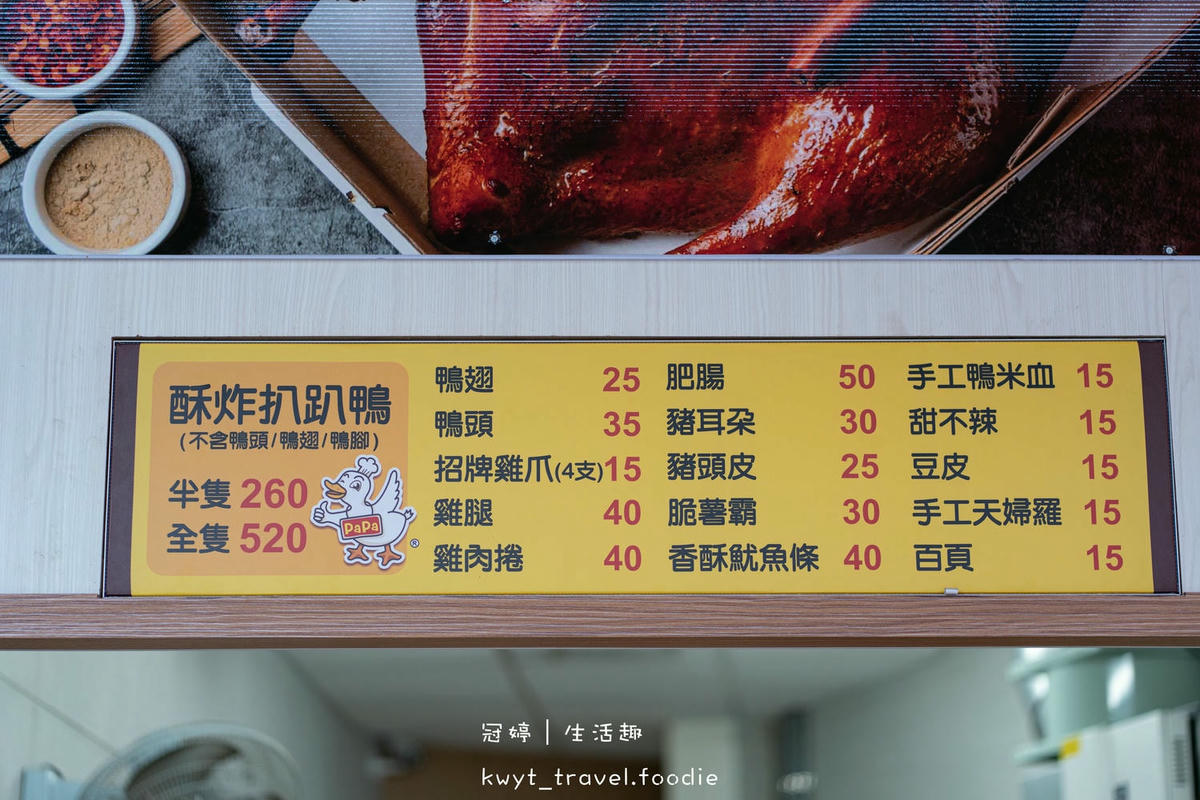 酥炸扒趴鴨
(不含鴨頭/鴨翅/鴨腳)
半隻 260
全隻 520
PaPa
®
鴨翅 25
鴨頭 35
招牌雞爪(4支) 15
雞腿 40
雞肉捲 40
肥腸 50
豬耳朵 30
豬頭皮 25
脆薯霸 30
香酥魷魚條 40
手工鴨米血 15
甜不辣 15
豆皮 15
手工天婦羅 15
百頁 15
冠婷｜生活趣
kwyt_travel.foodie